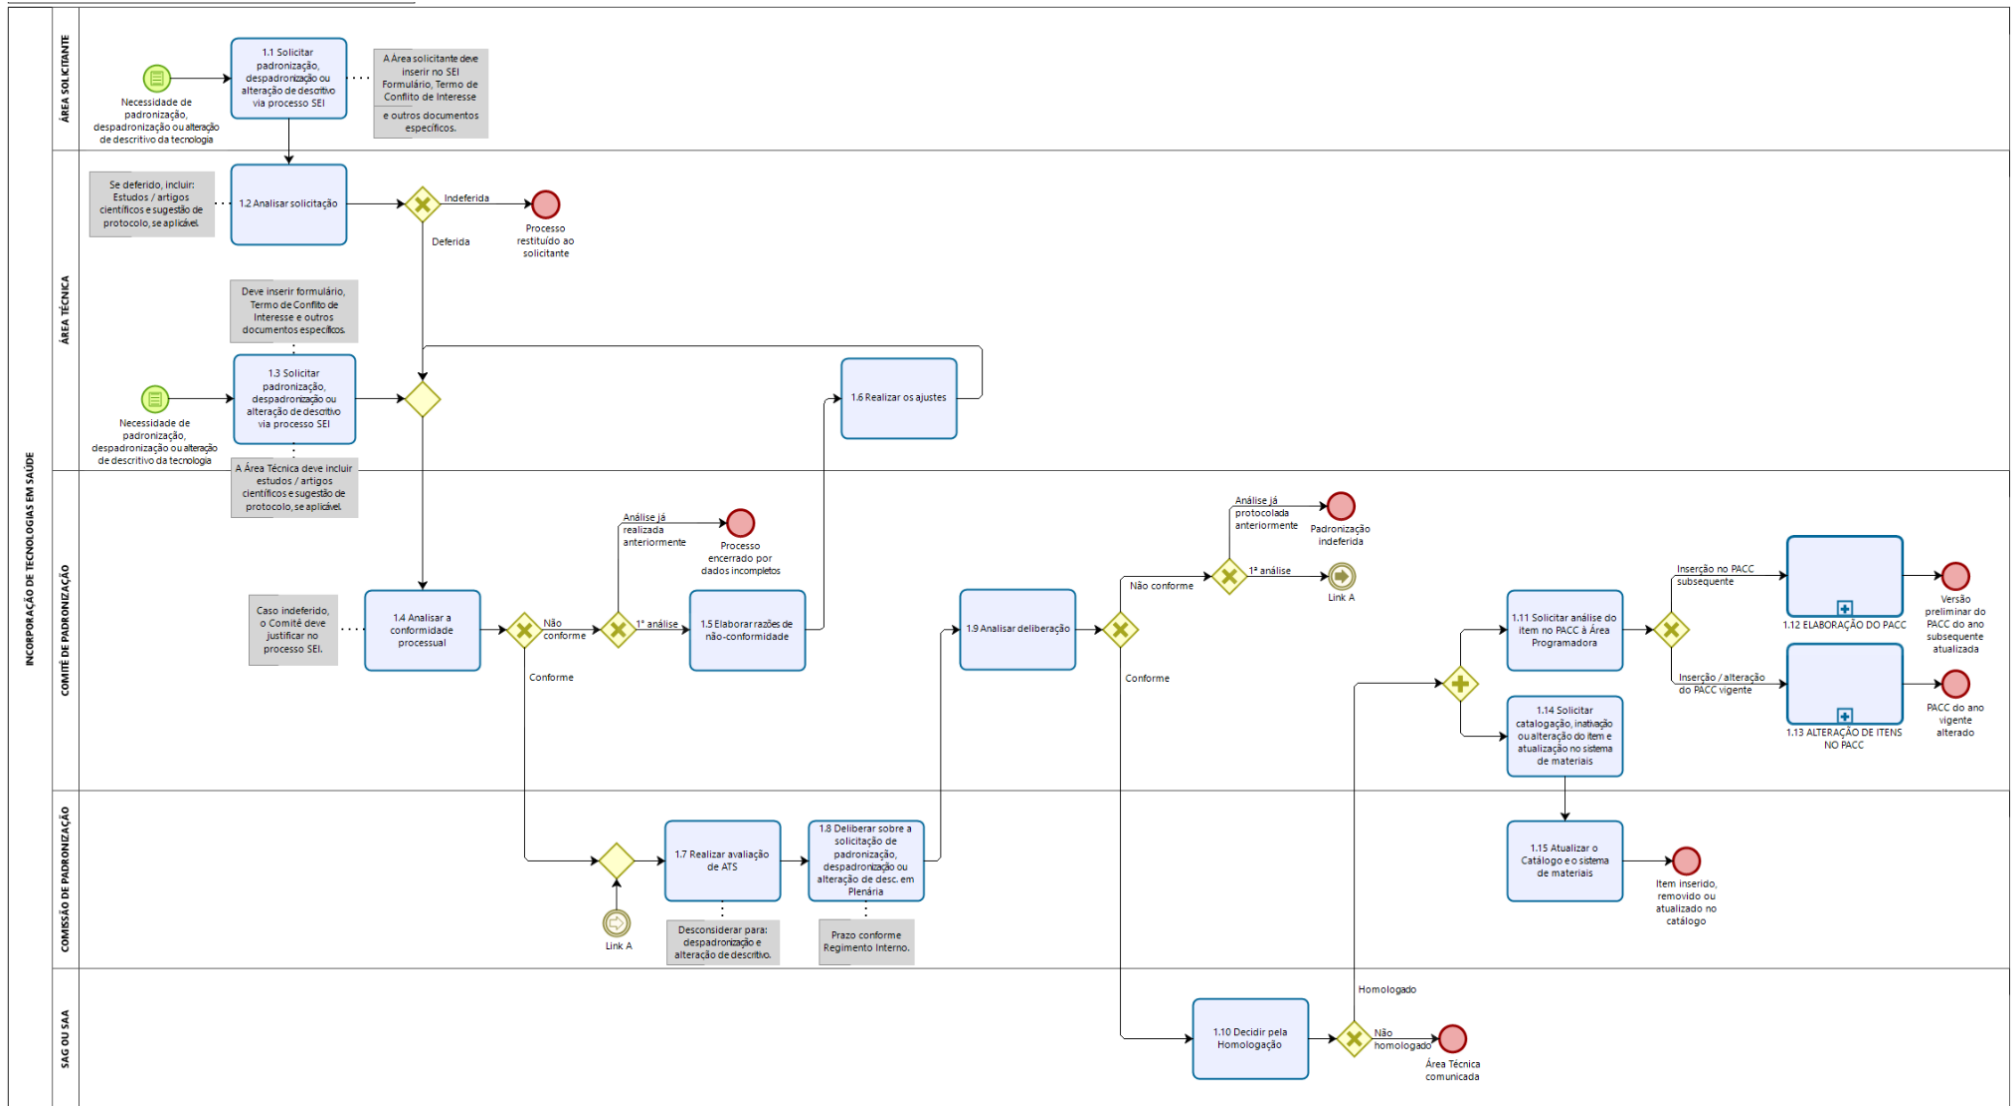 INCORPORAÇÃO DE TECNOLOGIAS EM SAÚDE
ÁREA SOLICITANTE
Necessidade de
padronização,
despadronização ou alteração
de descritivo da tecnologia
1.1 Solicitar
padronização,
despadronização ou
alteração de descritivo
via processo SEI
A Área solicitante deve
inserir no SEI
Formulário, Termo de
Conflito de Interesse
e outros documentos
específicos.
ÁREA TÉCNICA
Se deferido, incluir:
Estudos / artigos
científicos e sugestão de
protocolo, se aplicável.
1.2 Analisar solicitação
Indeferida
Processo
restituído ao
solicitante
Deferida
Deve inserir formulário,
Termo de Conflito de
Interesse e outros
documentos específicos.
Necessidade de
padronização,
despadronização ou alteração
de descritivo da tecnologia
1.3 Solicitar
padronização,
despadronização ou
alteração de descritivo
via processo SEI
A Área Técnica deve incluir
estudos / artigos
científicos e sugestão de
protocolo, se aplicável.
1.6 Realizar os ajustes
COMITÊ DE PADRONIZAÇÃO
Caso indeferido,
o Comitê deve
justificar no
processo SEI.
1.4 Analisar a
conformidade
processual
Não
conforme
Conforme
Análise já
realizada
anteriormente
Processo
encerrado por
dados incompletos
1° análise
1.5 Elaborar razões de
não-conformidade
1.9 Analisar deliberação
Não conforme
Conforme
Análise já
protocolada
anteriormente
Padronização
indeferida
1ª análise
Link A
1.11 Solicitar análise do
item no PACC à Área
Programadora
1.14 Solicitar
catalogação, inativação
ou alteração do item e
atualização no sistema
de materiais
Inserção no PACC
subsequente
1.12 ELABORAÇÃO DO PACC
Versão
preliminar do
PACC do ano
subsequente
atualizada
Inserção / alteração
do PACC vigente
1.13 ALTERAÇÃO DE ITENS
NO PACC
PACC do ano
vigente
alterado
COMISSÃO DE PADRONIZAÇÃO
Link A
1.7 Realizar avaliação
de ATS
Desconsiderar para:
despadronização e
alteração de descritivo.
1.8 Deliberar sobre a
solicitação de
padronização,
despadronização ou
alteração de desc. em
Plenária
Prazo conforme
Regimento Interno.
1.15 Atualizar o
Catálogo e o sistema
de materiais
Item inserido,
removido ou
atualizado no
catálogo
SAG OU SAA
1.10 Decidir pela
Homologação
Homologado
Não
homologado
Área Técnica
comunicada